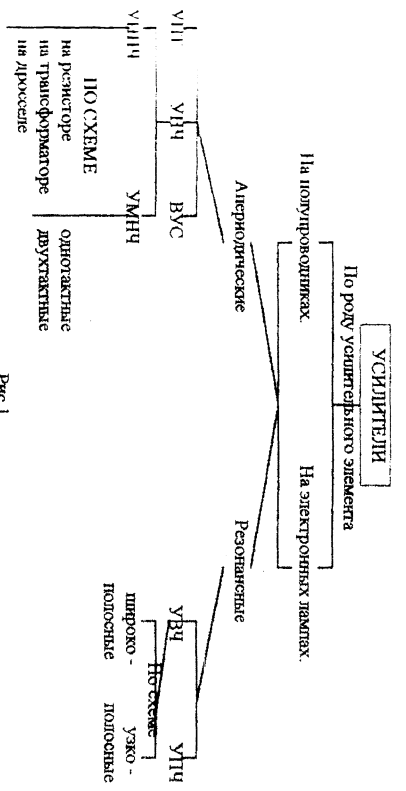 УСИЛИТЕЛИ
По роду усилительного элемента
На полупроводниках.
На электронных лампах.
Апериодические
Резонансные
УПТ
УНЧ
ВУС
УВЧ
УПЧ
УННЧ
УМНЧ
По схеме
широко -
полосные
узко -
полосные
ПО СХЕМЕ
на резисторе
на трансформаторе
на дросселе
однотактные
двухтактные
Рис 1